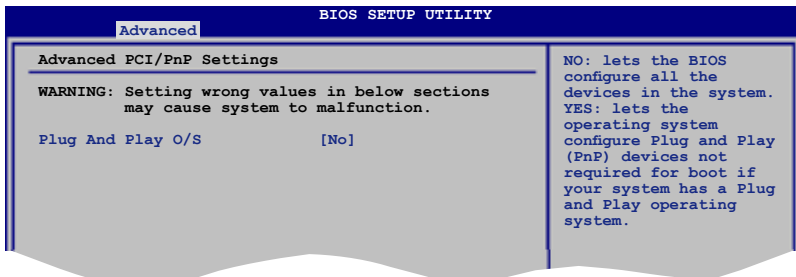 BIOS SETUP UTILITY
Advanced
Advanced PCI/PnP Settings
WARNING: Setting wrong values in below sections
may cause system to malfunction.
Plug And Play O/S [No]
NO: lets the BIOS
configure all the
devices in the system.
YES: lets the
operating system
configure Plug and Play
(PnP) devices not
required for boot if
your system has a Plug
and Play operating
system.